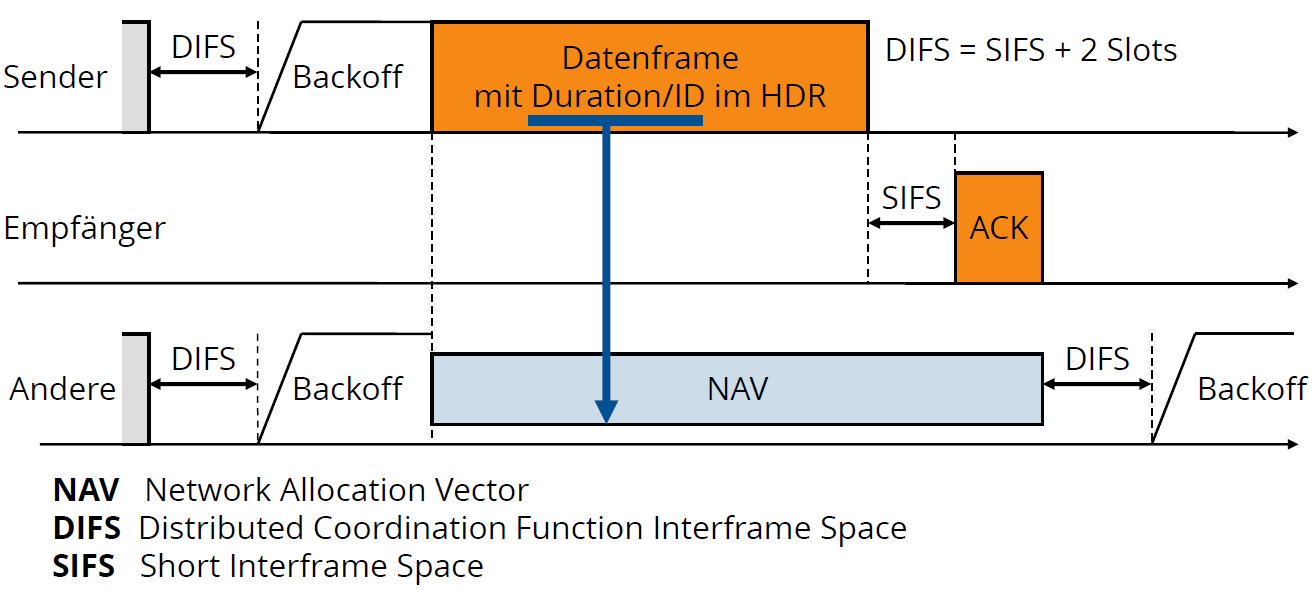 Sender
DIFS
Backoff
Datenframe
mit Duration/ID im HDR
DIFS = SIFS + 2 Slots
Empfänger
SIFS
ACK
Andere
DIFS
Backoff
NAV
DIFS
Backoff
NAV Network Allocation Vector
DIFS Distributed Coordination Function Interframe Space
SIFS Short Interframe Space